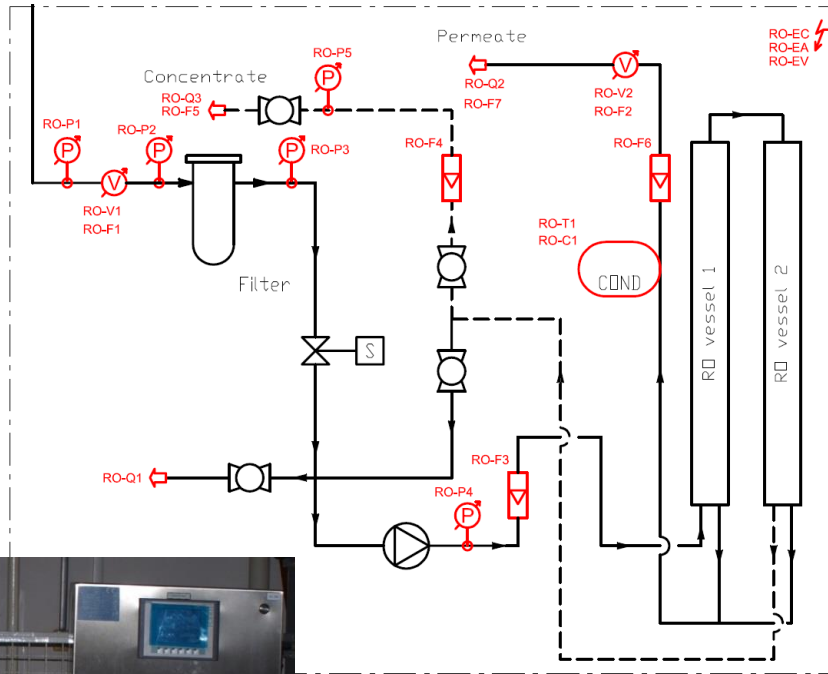 RO-EC
RO-EA
RO-EV
Permeate
RO-P5
P
Concentrate
RO-Q3
RO-F5
RO-Q2
RO-F7
V
RO-V2
RO-F2
RO-P1
P
RO-P2
P
RO-P3
P
RO-F4
RO-F6
V
RO-V1
RO-F1
Filter
RO-T1
RO-C1
COND
RO vessel 1
RO vessel 2
S
RO-Q1
RO-F3
RO-P4
P